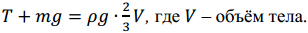 T + mg = ρg · 2/3 V, где V – объём тела.